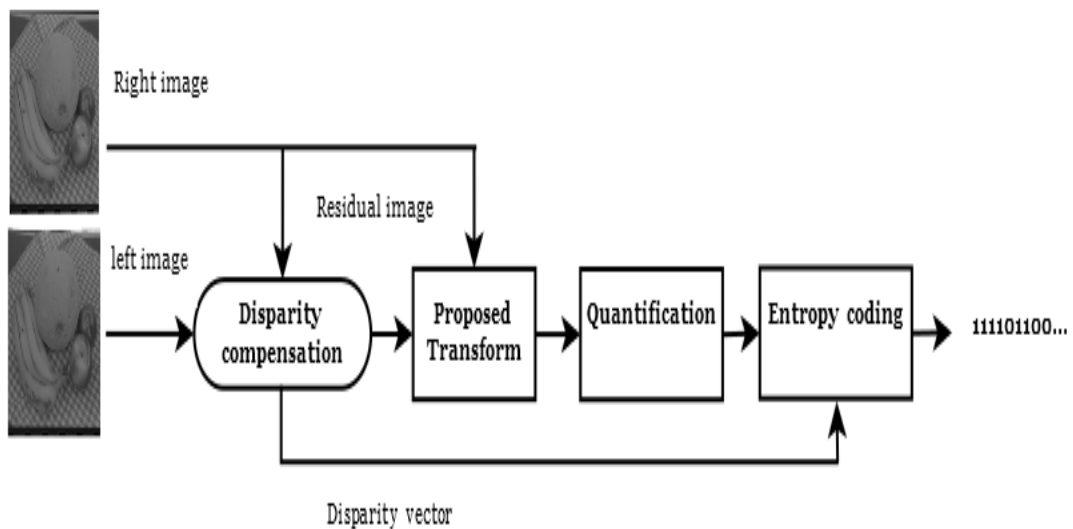 Right image
Residual image
left image
Disparity
compensation
Proposed
Transform
Quantification
Entropy coding
111101100...
Disparity vector